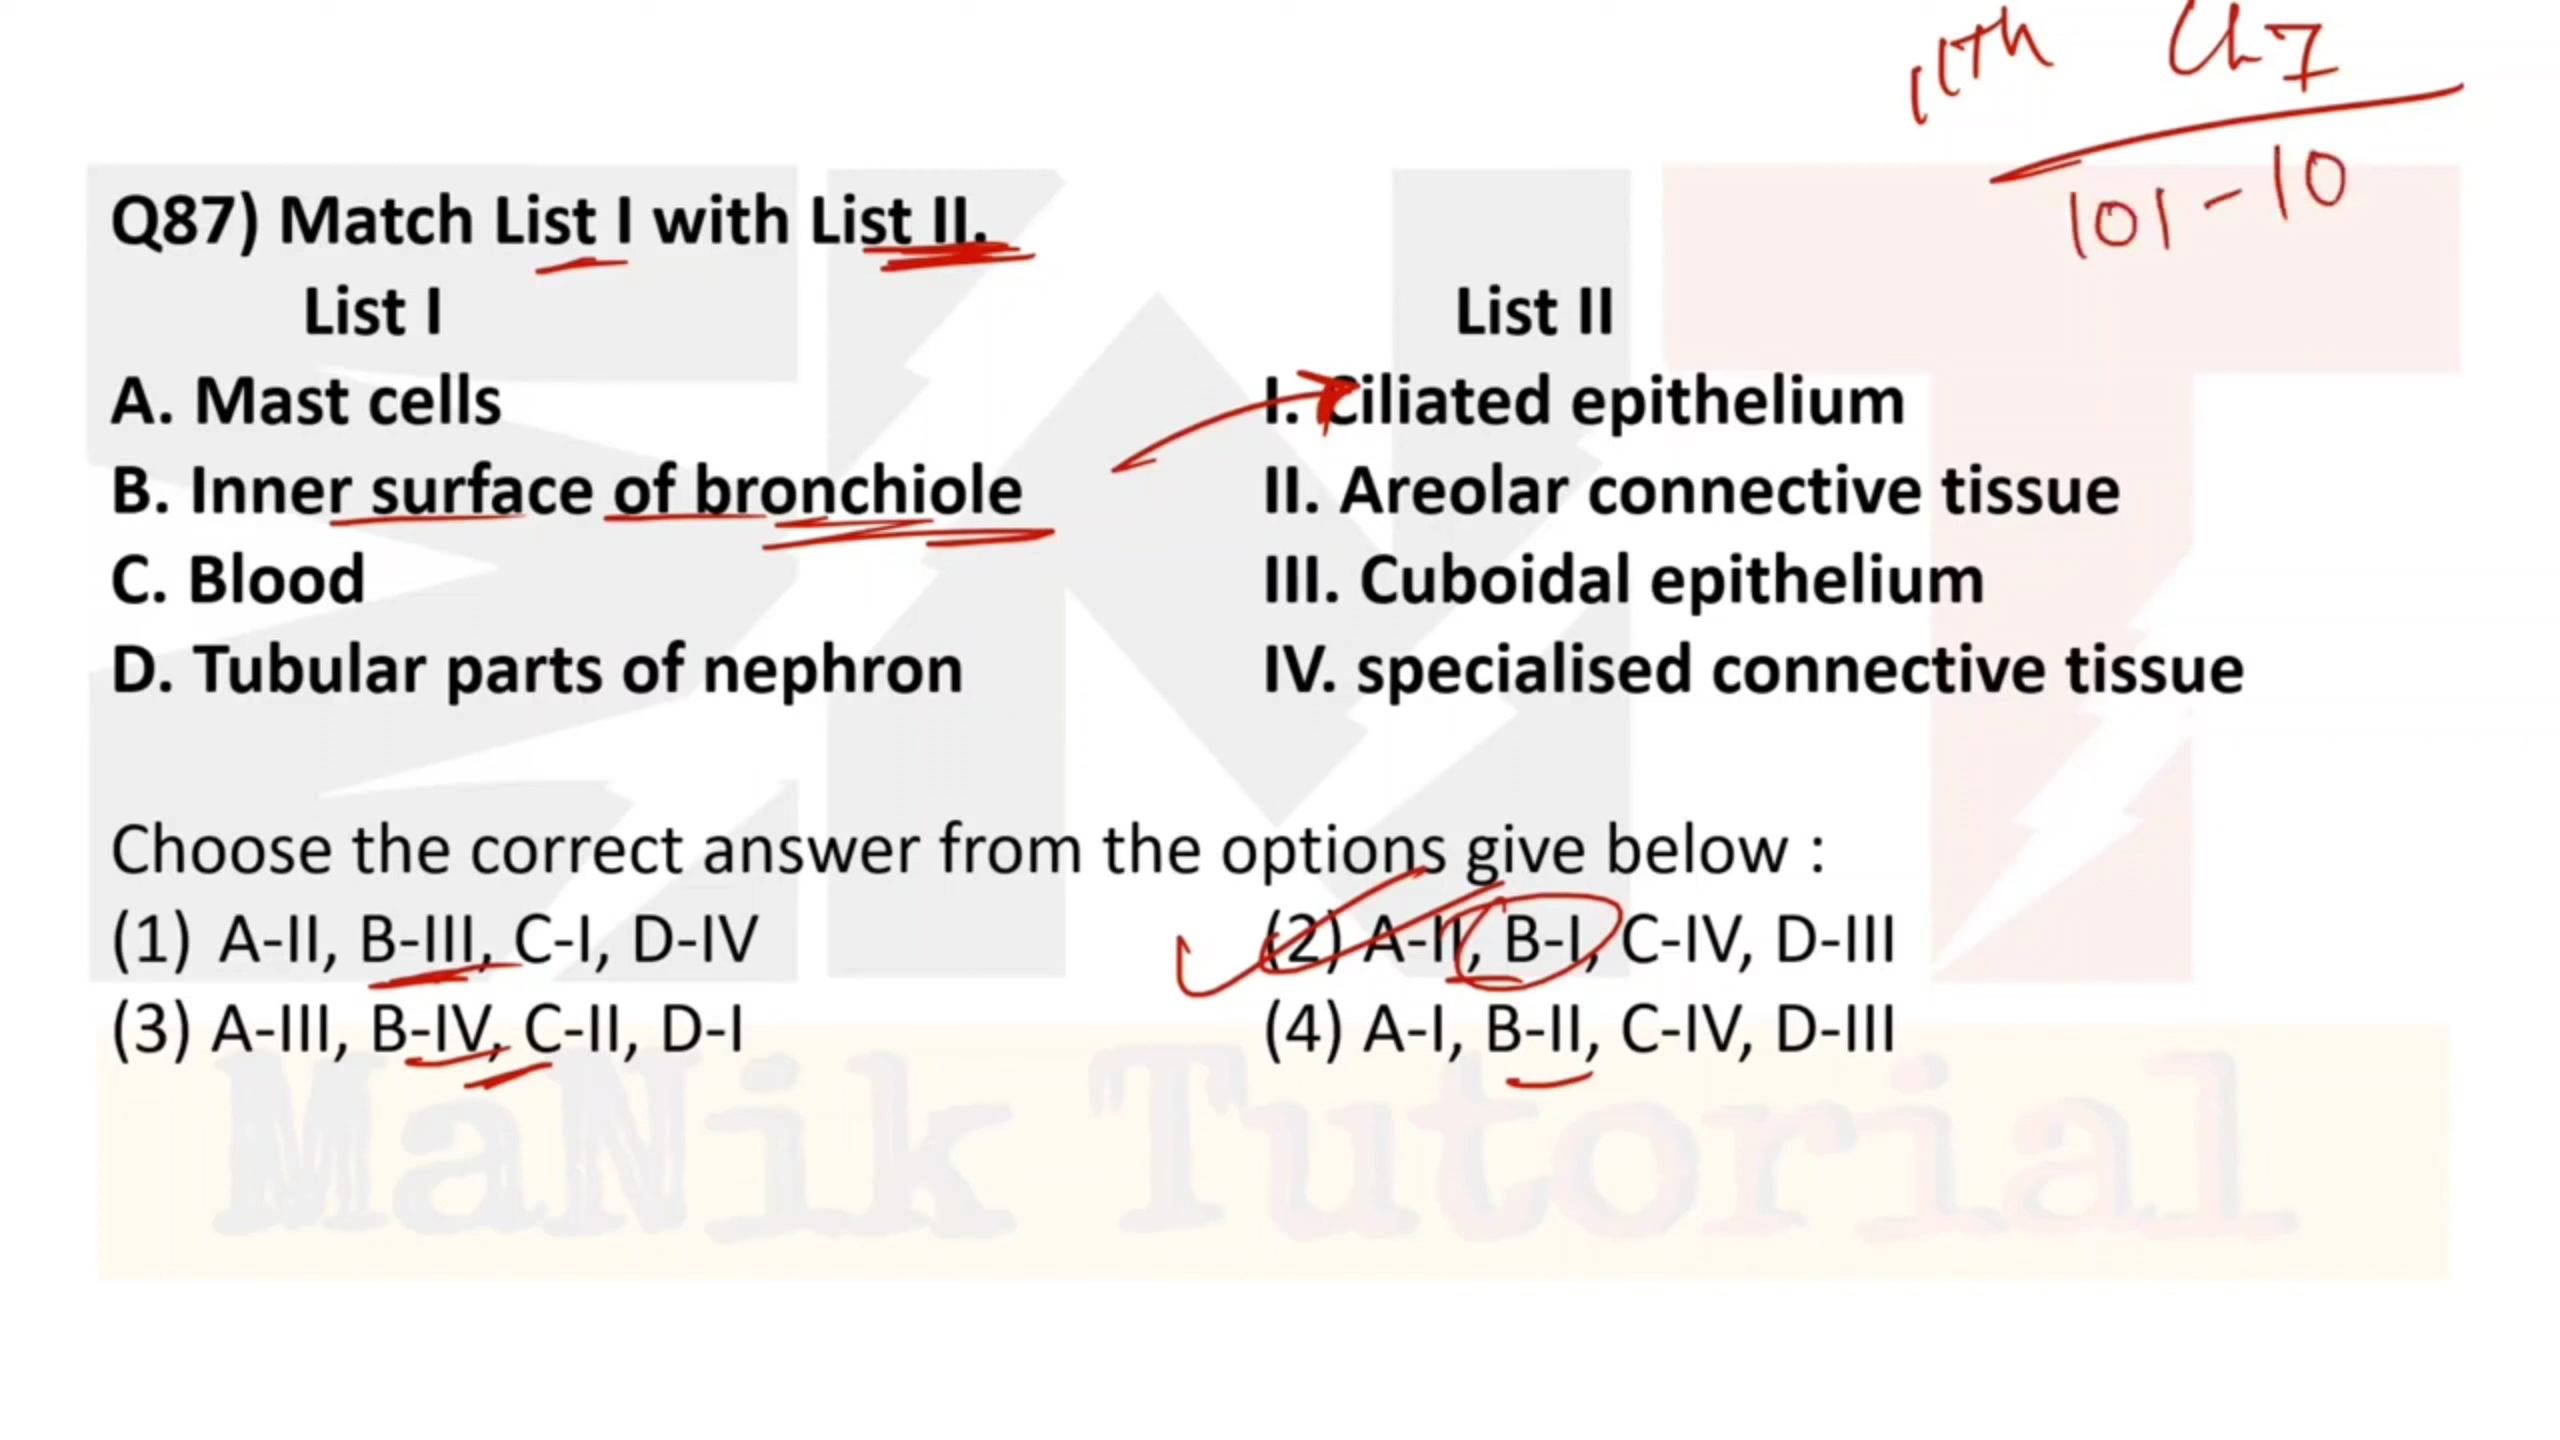 11th Ch 7
101-10
Q87) Match List I with List II.
List I List II
A. Mast cells I. Ciliated epithelium
B. Inner surface of bronchiole II. Areolar connective tissue
C. Blood III. Cuboidal epithelium
D. Tubular parts of nephron IV. specialised connective tissue
Choose the correct answer from the options give below :
(1) A-II, B-III, C-I, D-IV (2) A-II, B-I, C-IV, D-III
(3) A-III, B-IV, C-II, D-I (4) A-I, B-II, C-IV, D-III
MaNik Tutorial